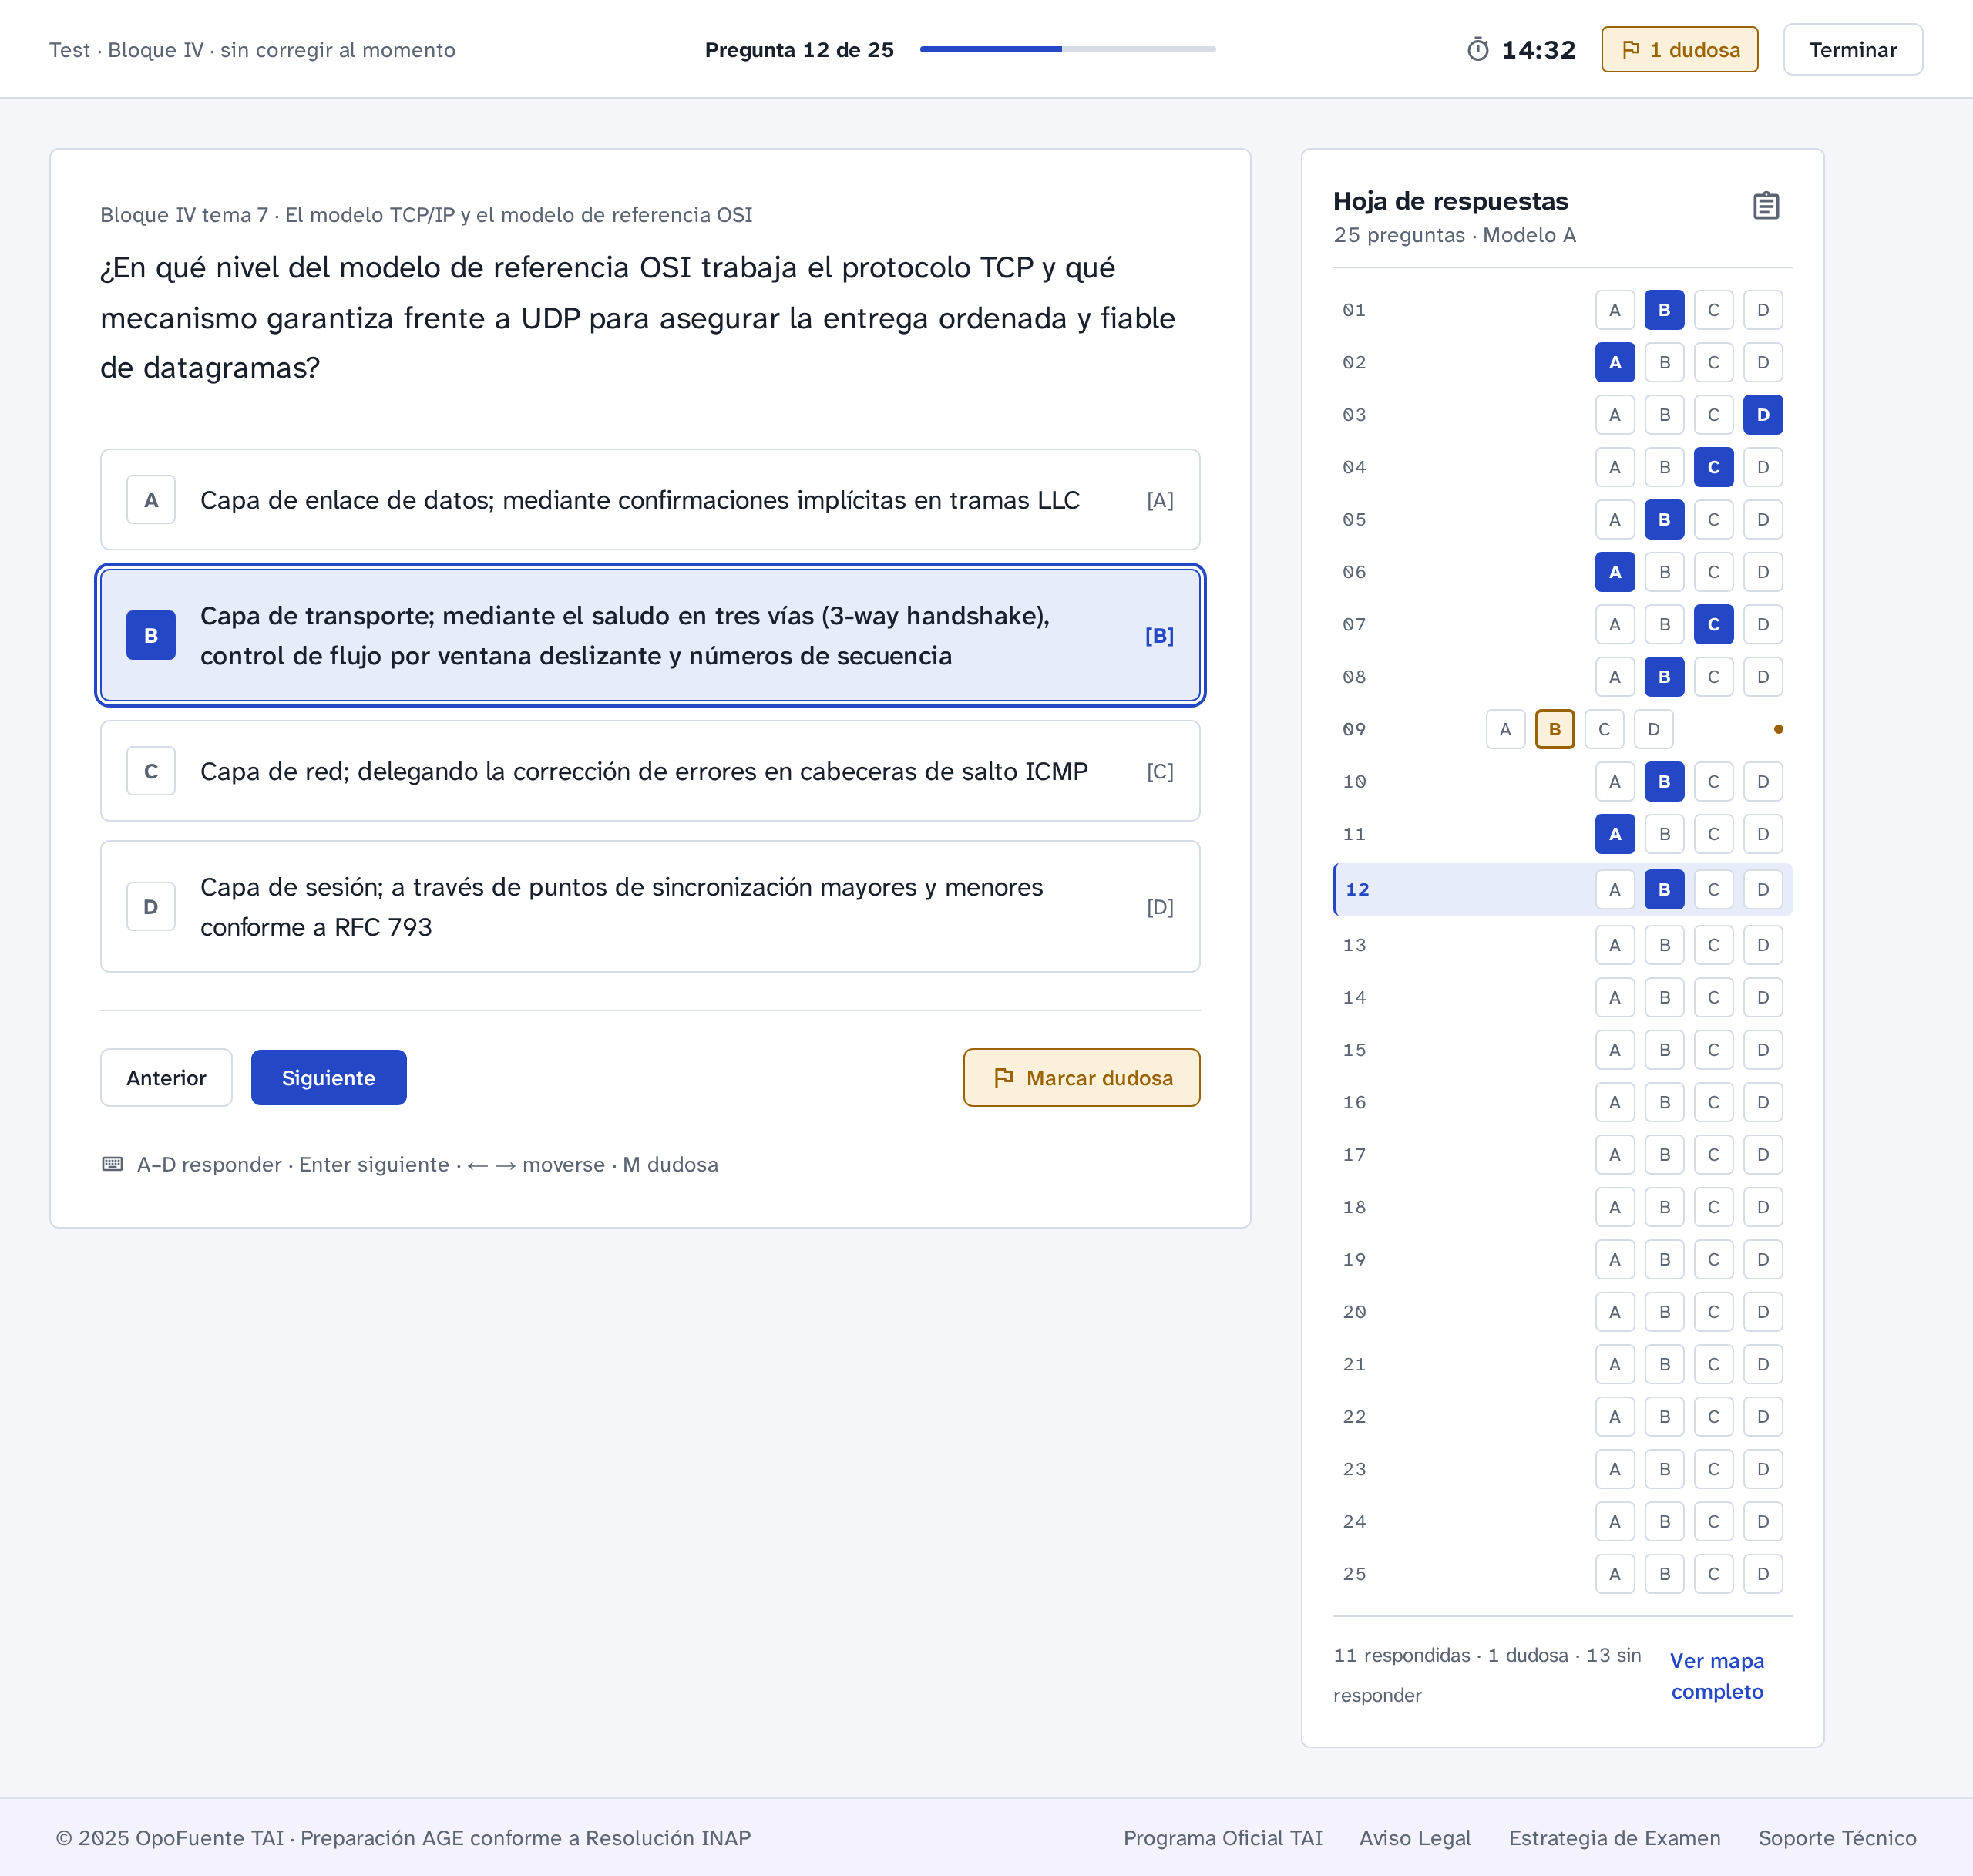 Test · Bloque IV · sin corregir al momento
Pregunta 12 de 25
14:32
1 dudosa
Terminar
Bloque IV tema 7 · El modelo TCP/IP y el modelo de referencia OSI
¿En qué nivel del modelo de referencia OSI trabaja el protocolo TCP y qué
mecanismo garantiza frente a UDP para asegurar la entrega ordenada y fiable
de datagramas?
A Capa de enlace de datos; mediante confirmaciones implícitas en tramas LLC [A]
B Capa de transporte; mediante el saludo en tres vías (3-way handshake),
control de flujo por ventana deslizante y números de secuencia [B]
C Capa de red; delegando la corrección de errores en cabeceras de salto ICMP [C]
D Capa de sesión; a través de puntos de sincronización mayores y menores
conforme a RFC 793 [D]
Anterior
Siguiente
Marcar dudosa
A–D responder · Enter siguiente · ← → moverse · M dudosa
Hoja de respuestas
25 preguntas · Modelo A
01 A B C D
02 A B C D
03 A B C D
04 A B C D
05 A B C D
06 A B C D
07 A B C D
08 A B C D
09 A B C D
10 A B C D
11 A B C D
12 A B C D
13 A B C D
14 A B C D
15 A B C D
16 A B C D
17 A B C D
18 A B C D
19 A B C D
20 A B C D
21 A B C D
22 A B C D
23 A B C D
24 A B C D
25 A B C D
11 respondidas · 1 dudosa · 13 sin
responder
Ver mapa
completo
© 2025 OpoFuente TAI · Preparación AGE conforme a Resolución INAP
Programa Oficial TAI
Aviso Legal
Estrategia de Examen
Soporte Técnico